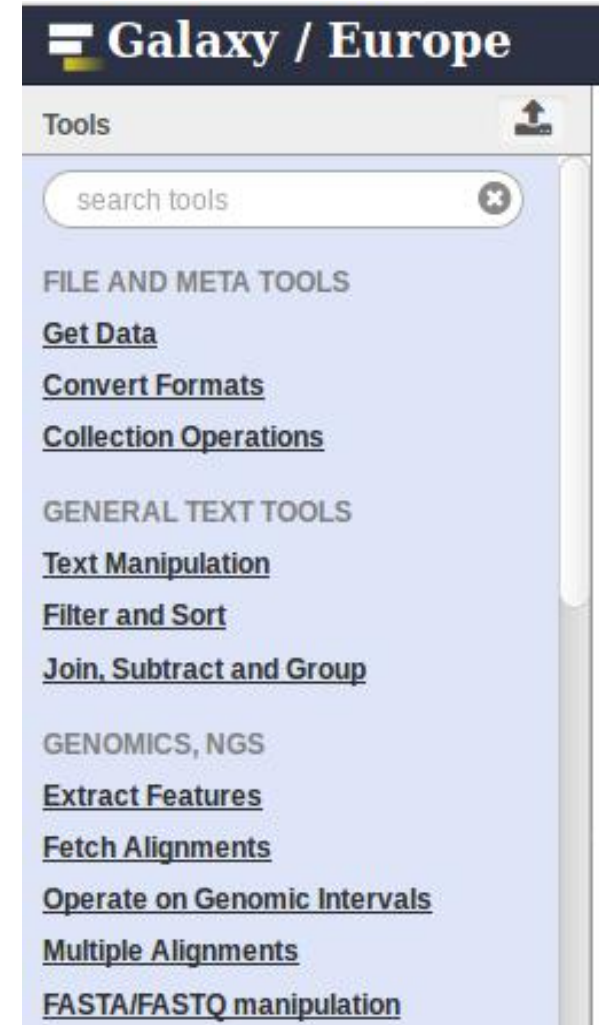 Galaxy / Europe
Tools
search tools
FILE AND META TOOLS
Get Data
Convert Formats
Collection Operations
GENERAL TEXT TOOLS
Text Manipulation
Filter and Sort
Join, Subtract and Group
GENOMICS, NGS
Extract Features
Fetch Alignments
Operate on Genomic Intervals
Multiple Alignments
FASTA/FASTQ manipulation